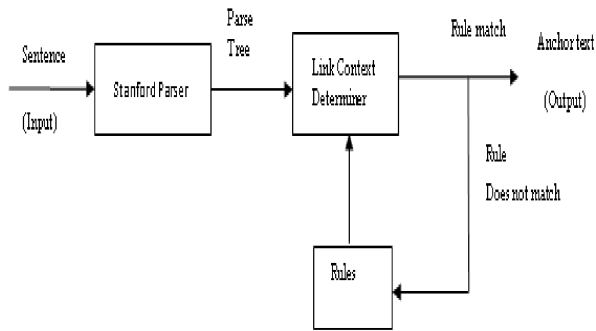 Sentence
(Input)
Stanford Parser
Parse
Tree
Link Context
Determiner
Rule match
Anchor text
(Output)
Rule
Does not match
Rules